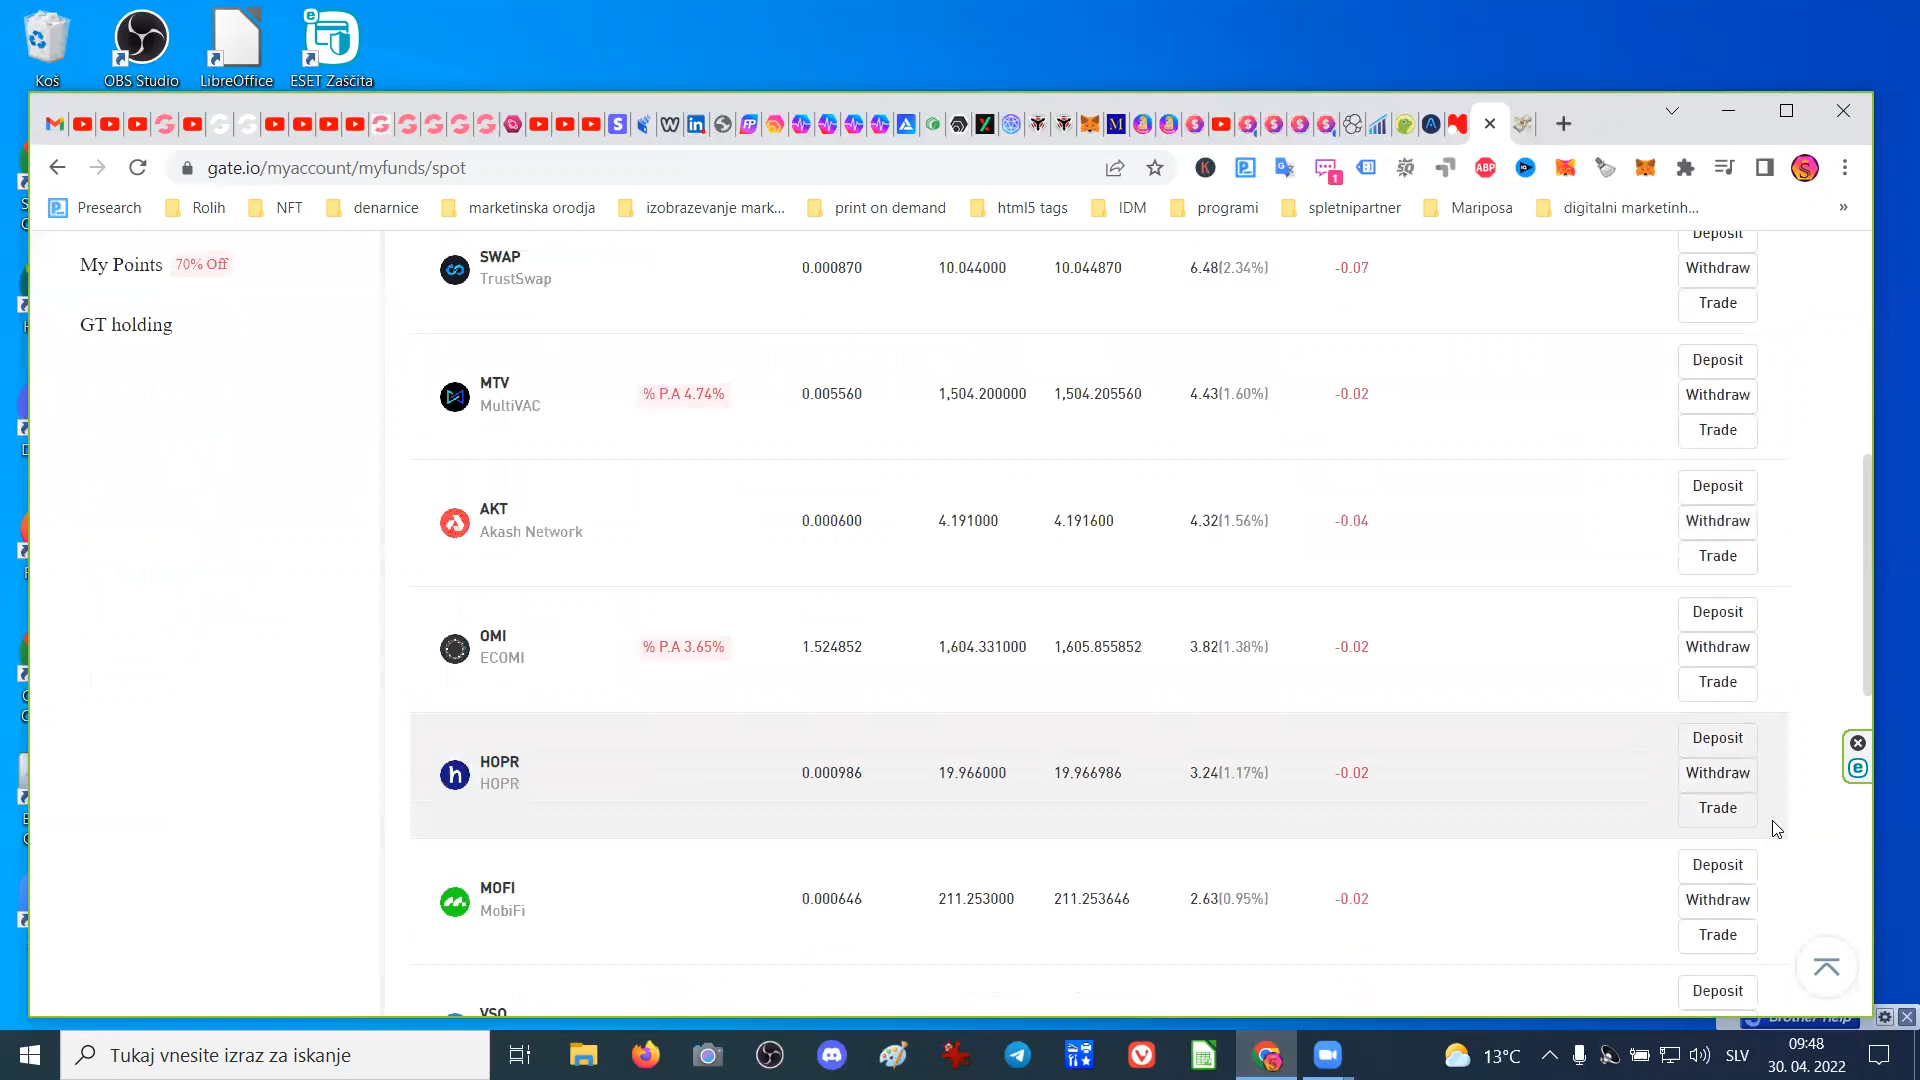 Koš
OBS Studio
LibreOffice
ESET Zaščita
gate.io/myaccount/myfunds/spot
1
Presearch
Rolih
NFT
denarnice
marketinska orodja
izobrazevanje mark...
print on demand
html5 tags
IDM
programi
spletnipartner
Mariposa
digitalni marketinh...
»
My Points 70% Off
GT holding
Deposit
SWAP
TrustSwap
0.000870
10.044000
10.044870
6.48(2.34%)
-0.07
Withdraw
Trade
MTV
MultiVAC
% P.A 4.74%
0.005560
1,504.200000
1,504.205560
4.43(1.60%)
-0.02
Deposit
Withdraw
Trade
AKT
Akash Network
0.000600
4.191000
4.191600
4.32(1.56%)
-0.04
Deposit
Withdraw
Trade
OMI
ECOMI
% P.A 3.65%
1.524852
1,604.331000
1,605.855852
3.82(1.38%)
-0.02
Deposit
Withdraw
Trade
HOPR
HOPR
0.000986
19.966000
19.966986
3.24(1.17%)
-0.02
Deposit
Withdraw
Trade
MOFI
MobiFi
0.000646
211.253000
211.253646
2.63(0.95%)
-0.02
Deposit
Withdraw
Trade
VSO
Deposit
Brother Help
Tukaj vnesite izraz za iskanje
13°C
SLV
09:48
30. 04. 2022